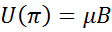 U(π) = μB